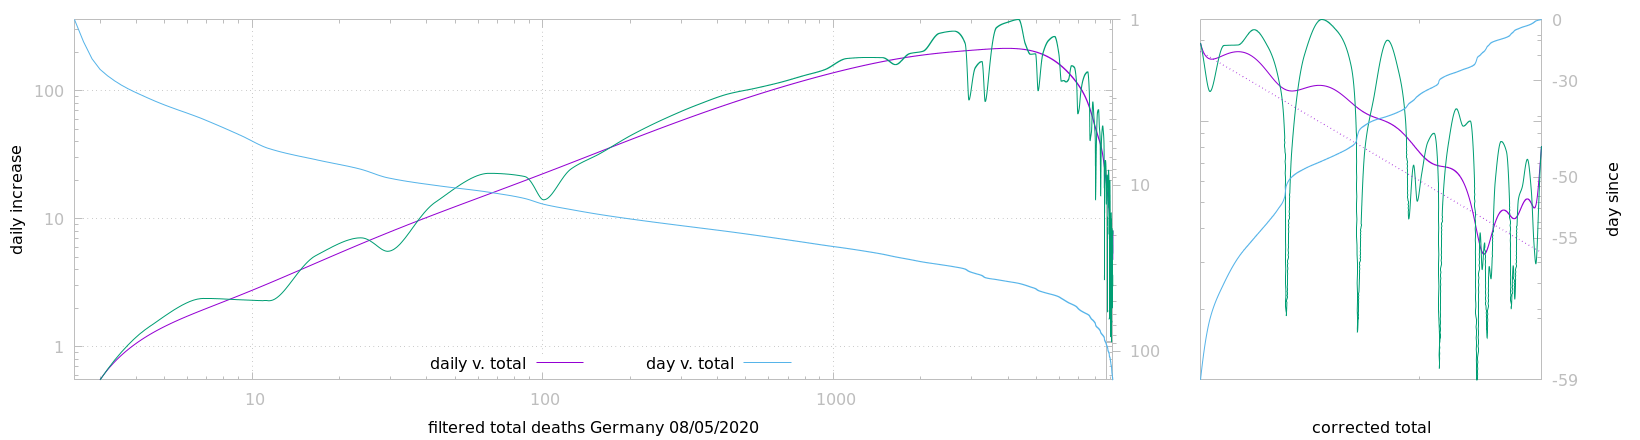 daily increase
100
10
1
daily v. total
day v. total
10
100
1000
filtered total deaths Germany 08/05/2020
1
10
100
0
-30
-50
-55
-59
day since
corrected total